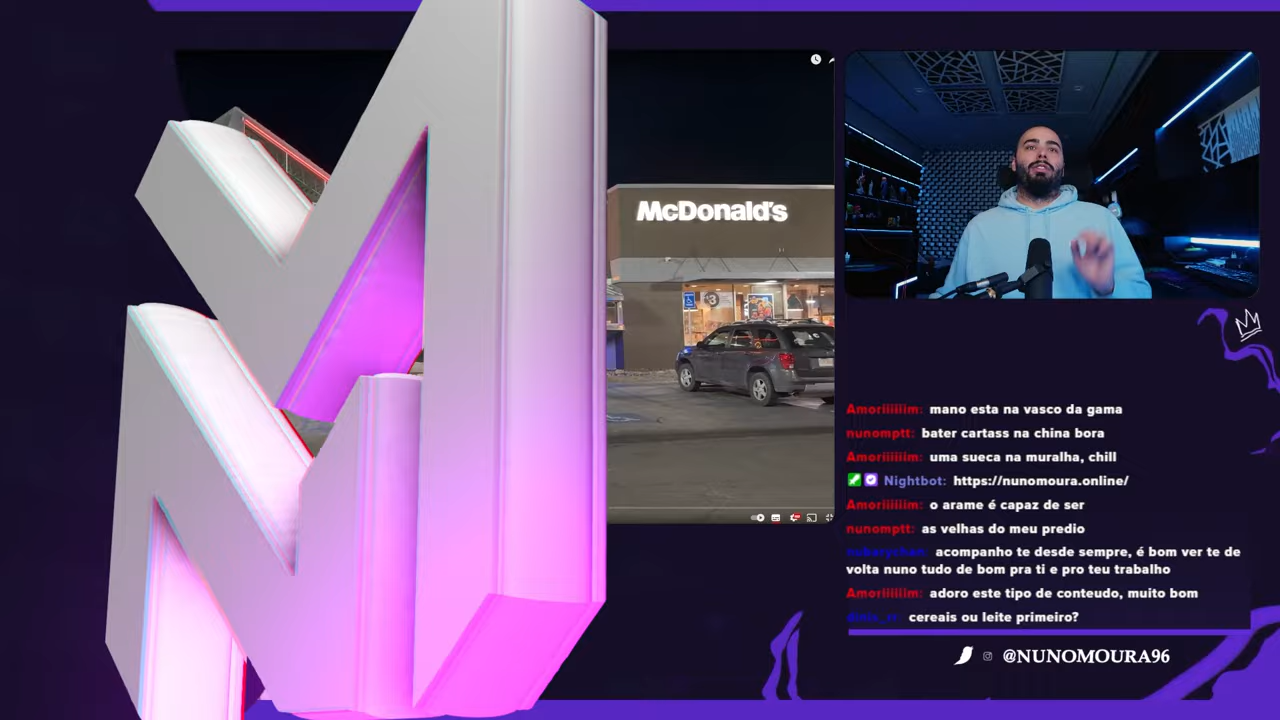 McDonald's
$3
Amoriiiiiim: mano esta na vasco da gama
nunomptt: bater cartass na china bora
Amoriiiiiim: uma sueca na muralha, chill
Nightbot: https://nunomoura.online/
Amoriiiiiim: o arame é capaz de ser
nunomptt: as velhas do meu predio
acompanho te desde sempre, é bom ver te de
volta nuno tudo de bom pra ti e pro teu trabalho
Amoriiiiiim: adoro este tipo de conteudo, muito bom
cereais ou leite primeiro?
@NUNOMOURA96